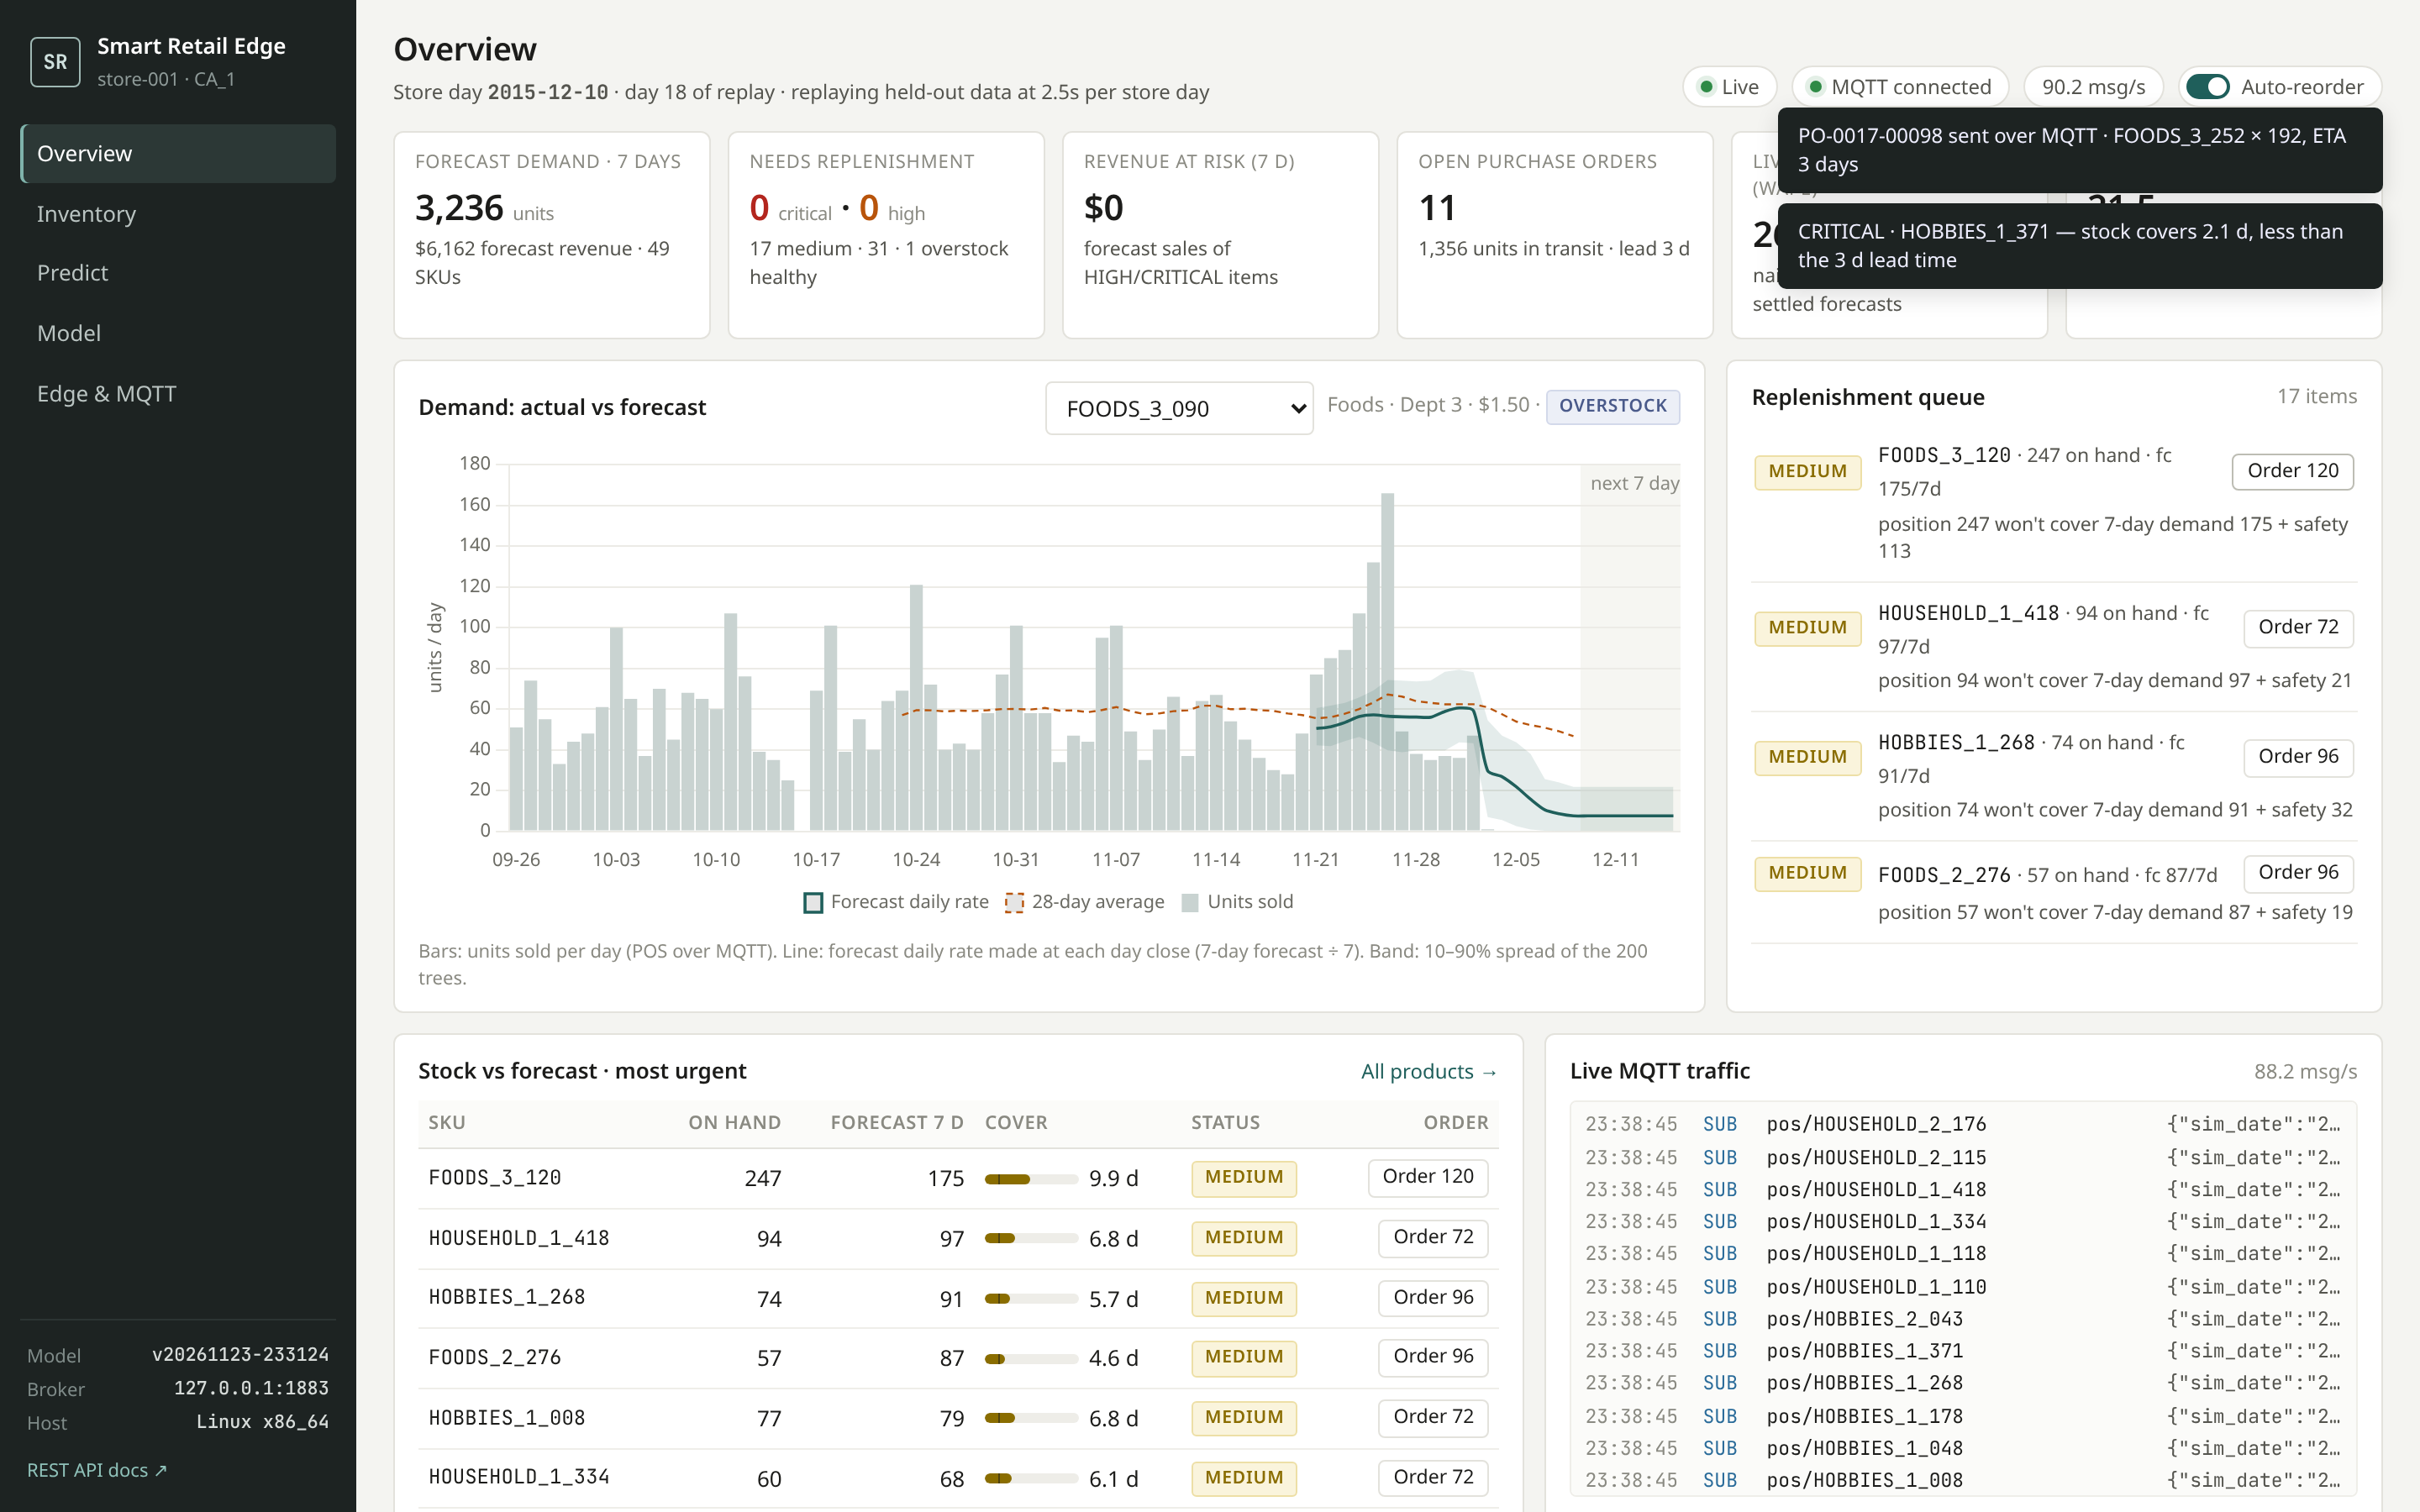 SR
Smart Retail Edge
store-001 · CA_1
Overview
Inventory
Predict
Model
Edge & MQTT
Model v20261123-233124
Broker 127.0.0.1:1883
Host Linux x86_64
REST API docs ↗
Overview
Store day 2015-12-10 · day 18 of replay · replaying held-out data at 2.5s per store day
Live
MQTT connected
90.2 msg/s
Auto-reorder
PO-0017-00098 sent over MQTT · FOODS_3_252 × 192, ETA
3 days
CRITICAL · HOBBIES_1_371 — stock covers 2.1 d, less than
the 3 d lead time
FORECAST DEMAND · 7 DAYS
3,236 units
$6,162 forecast revenue · 49
SKUs
NEEDS REPLENISHMENT
0 critical · 0 high
17 medium · 31 · 1 overstock
healthy
REVENUE AT RISK (7 D)
$0
forecast sales of
HIGH/CRITICAL items
OPEN PURCHASE ORDERS
11
1,356 units in transit · lead 3 d
settled forecasts
Demand: actual vs forecast
FOODS_3_090
Foods · Dept 3 · $1.50 · OVERSTOCK
units / day
180
160
140
120
100
80
60
40
20
0
next 7 day
09-26 10-03 10-10 10-17 10-24 10-31 11-07 11-14 11-21 11-28 12-05 12-11
Forecast daily rate 28-day average Units sold
Bars: units sold per day (POS over MQTT). Line: forecast daily rate made at each day close (7-day forecast ÷ 7). Band: 10–90% spread of the 200
trees.
Replenishment queue
17 items
MEDIUM FOODS_3_120 · 247 on hand · fc
175/7d
Order 120
position 247 won't cover 7-day demand 175 + safety
113
MEDIUM HOUSEHOLD_1_418 · 94 on hand · fc
97/7d
Order 72
position 94 won't cover 7-day demand 97 + safety 21
MEDIUM HOBBIES_1_268 · 74 on hand · fc
91/7d
Order 96
position 74 won't cover 7-day demand 91 + safety 32
MEDIUM FOODS_2_276 · 57 on hand · fc 87/7d
Order 96
position 57 won't cover 7-day demand 87 + safety 19
Stock vs forecast · most urgent
All products →
SKU ON HAND FORECAST 7 D COVER STATUS ORDER
FOODS_3_120 247 175 9.9 d MEDIUM Order 120
HOUSEHOLD_1_418 94 97 6.8 d MEDIUM Order 72
HOBBIES_1_268 74 91 5.7 d MEDIUM Order 96
FOODS_2_276 57 87 4.6 d MEDIUM Order 96
HOBBIES_1_008 77 79 6.8 d MEDIUM Order 72
HOUSEHOLD_1_334 60 68 6.1 d MEDIUM Order 72
Live MQTT traffic
88.2 msg/s
23:38:45 SUB pos/HOUSEHOLD_2_176 {"sim_date":"2…
23:38:45 SUB pos/HOUSEHOLD_2_115 {"sim_date":"2…
23:38:45 SUB pos/HOUSEHOLD_1_418 {"sim_date":"2…
23:38:45 SUB pos/HOUSEHOLD_1_334 {"sim_date":"2…
23:38:45 SUB pos/HOUSEHOLD_1_118 {"sim_date":"2…
23:38:45 SUB pos/HOUSEHOLD_1_110 {"sim_date":"2…
23:38:45 SUB pos/HOBBIES_2_043 {"sim_date":"2…
23:38:45 SUB pos/HOBBIES_1_371 {"sim_date":"2…
23:38:45 SUB pos/HOBBIES_1_268 {"sim_date":"2…
23:38:45 SUB pos/HOBBIES_1_178 {"sim_date":"2…
23:38:45 SUB pos/HOBBIES_1_048 {"sim_date":"2…
23:38:45 SUB pos/HOBBIES_1_008 {"sim_date":"2…